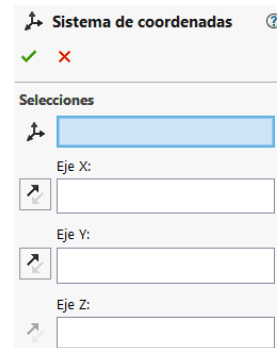 Sistema de coordenadas
Selecciones
Eje X:
Eje Y:
Eje Z: